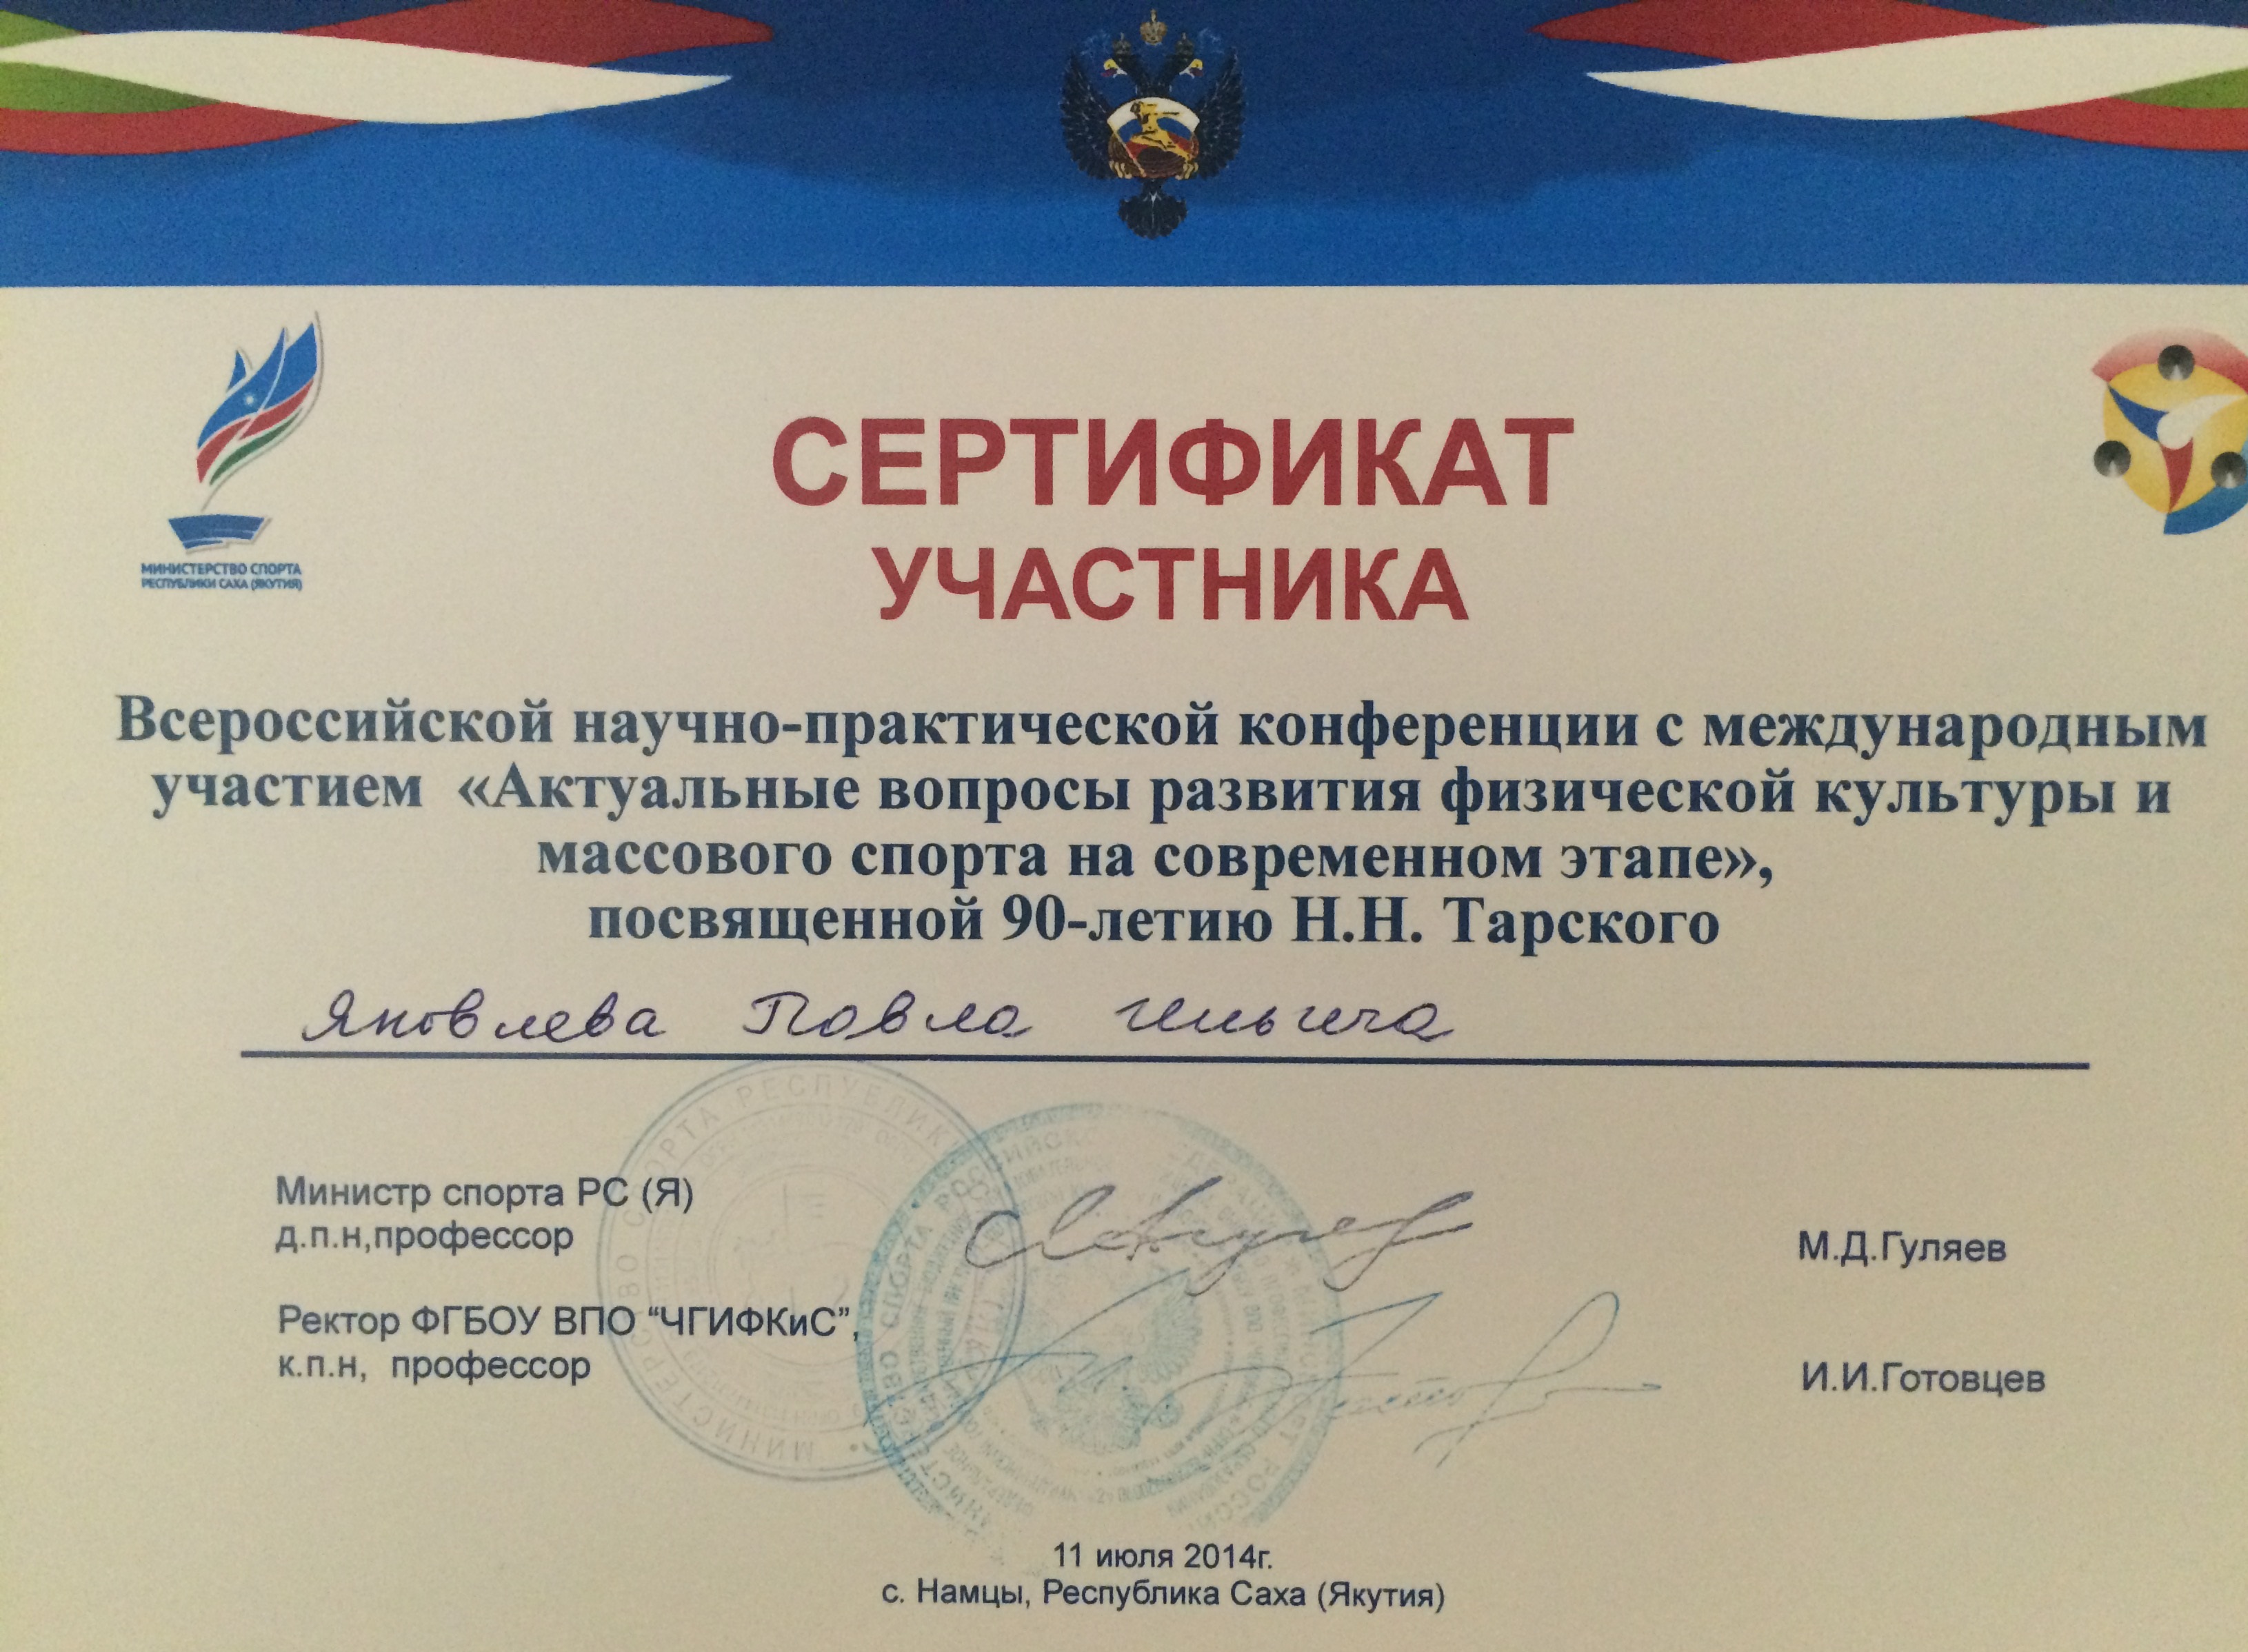 МИНИСТЕРСТВО СПОРТА
РЕСПУБЛИКИ САХА (ЯКУТИЯ)
СЕРТИФИКАТ
УЧАСТНИКА
Всероссийской научно-практической конференции с международным
участием «Актуальные вопросы развития физической культуры и
массового спорта на современном этапе»,
посвященной 90-летию Н.Н. Тарского
Яковлева Павла Ильича
Министр спорта РС (Я)
д.п.н,профессор
М.Д.Гуляев
Ректор ФГБОУ ВПО “ЧГИФКиС”,
к.п.н, профессор
И.И.Готовцев
11 июля 2014г.
с. Намцы, Республика Саха (Якутия)